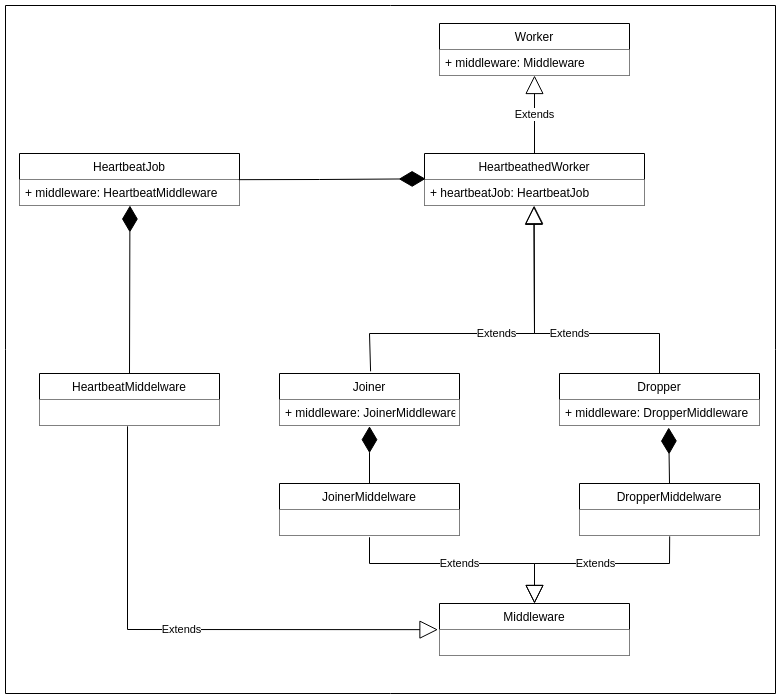 Worker
+ middleware: Middleware
Extends
HeartbeatJob
+ middleware: HeartbeatMiddleware
HeartbeathedWorker
+ heartbeatJob: HeartbeatJob
Extends
Extends
HeartbeatMiddelware
Joiner
+ middleware: JoinerMiddleware
Dropper
+ middleware: DropperMiddleware
JoinerMiddelware
DropperMiddelware
Extends
Extends
Middleware
Extends